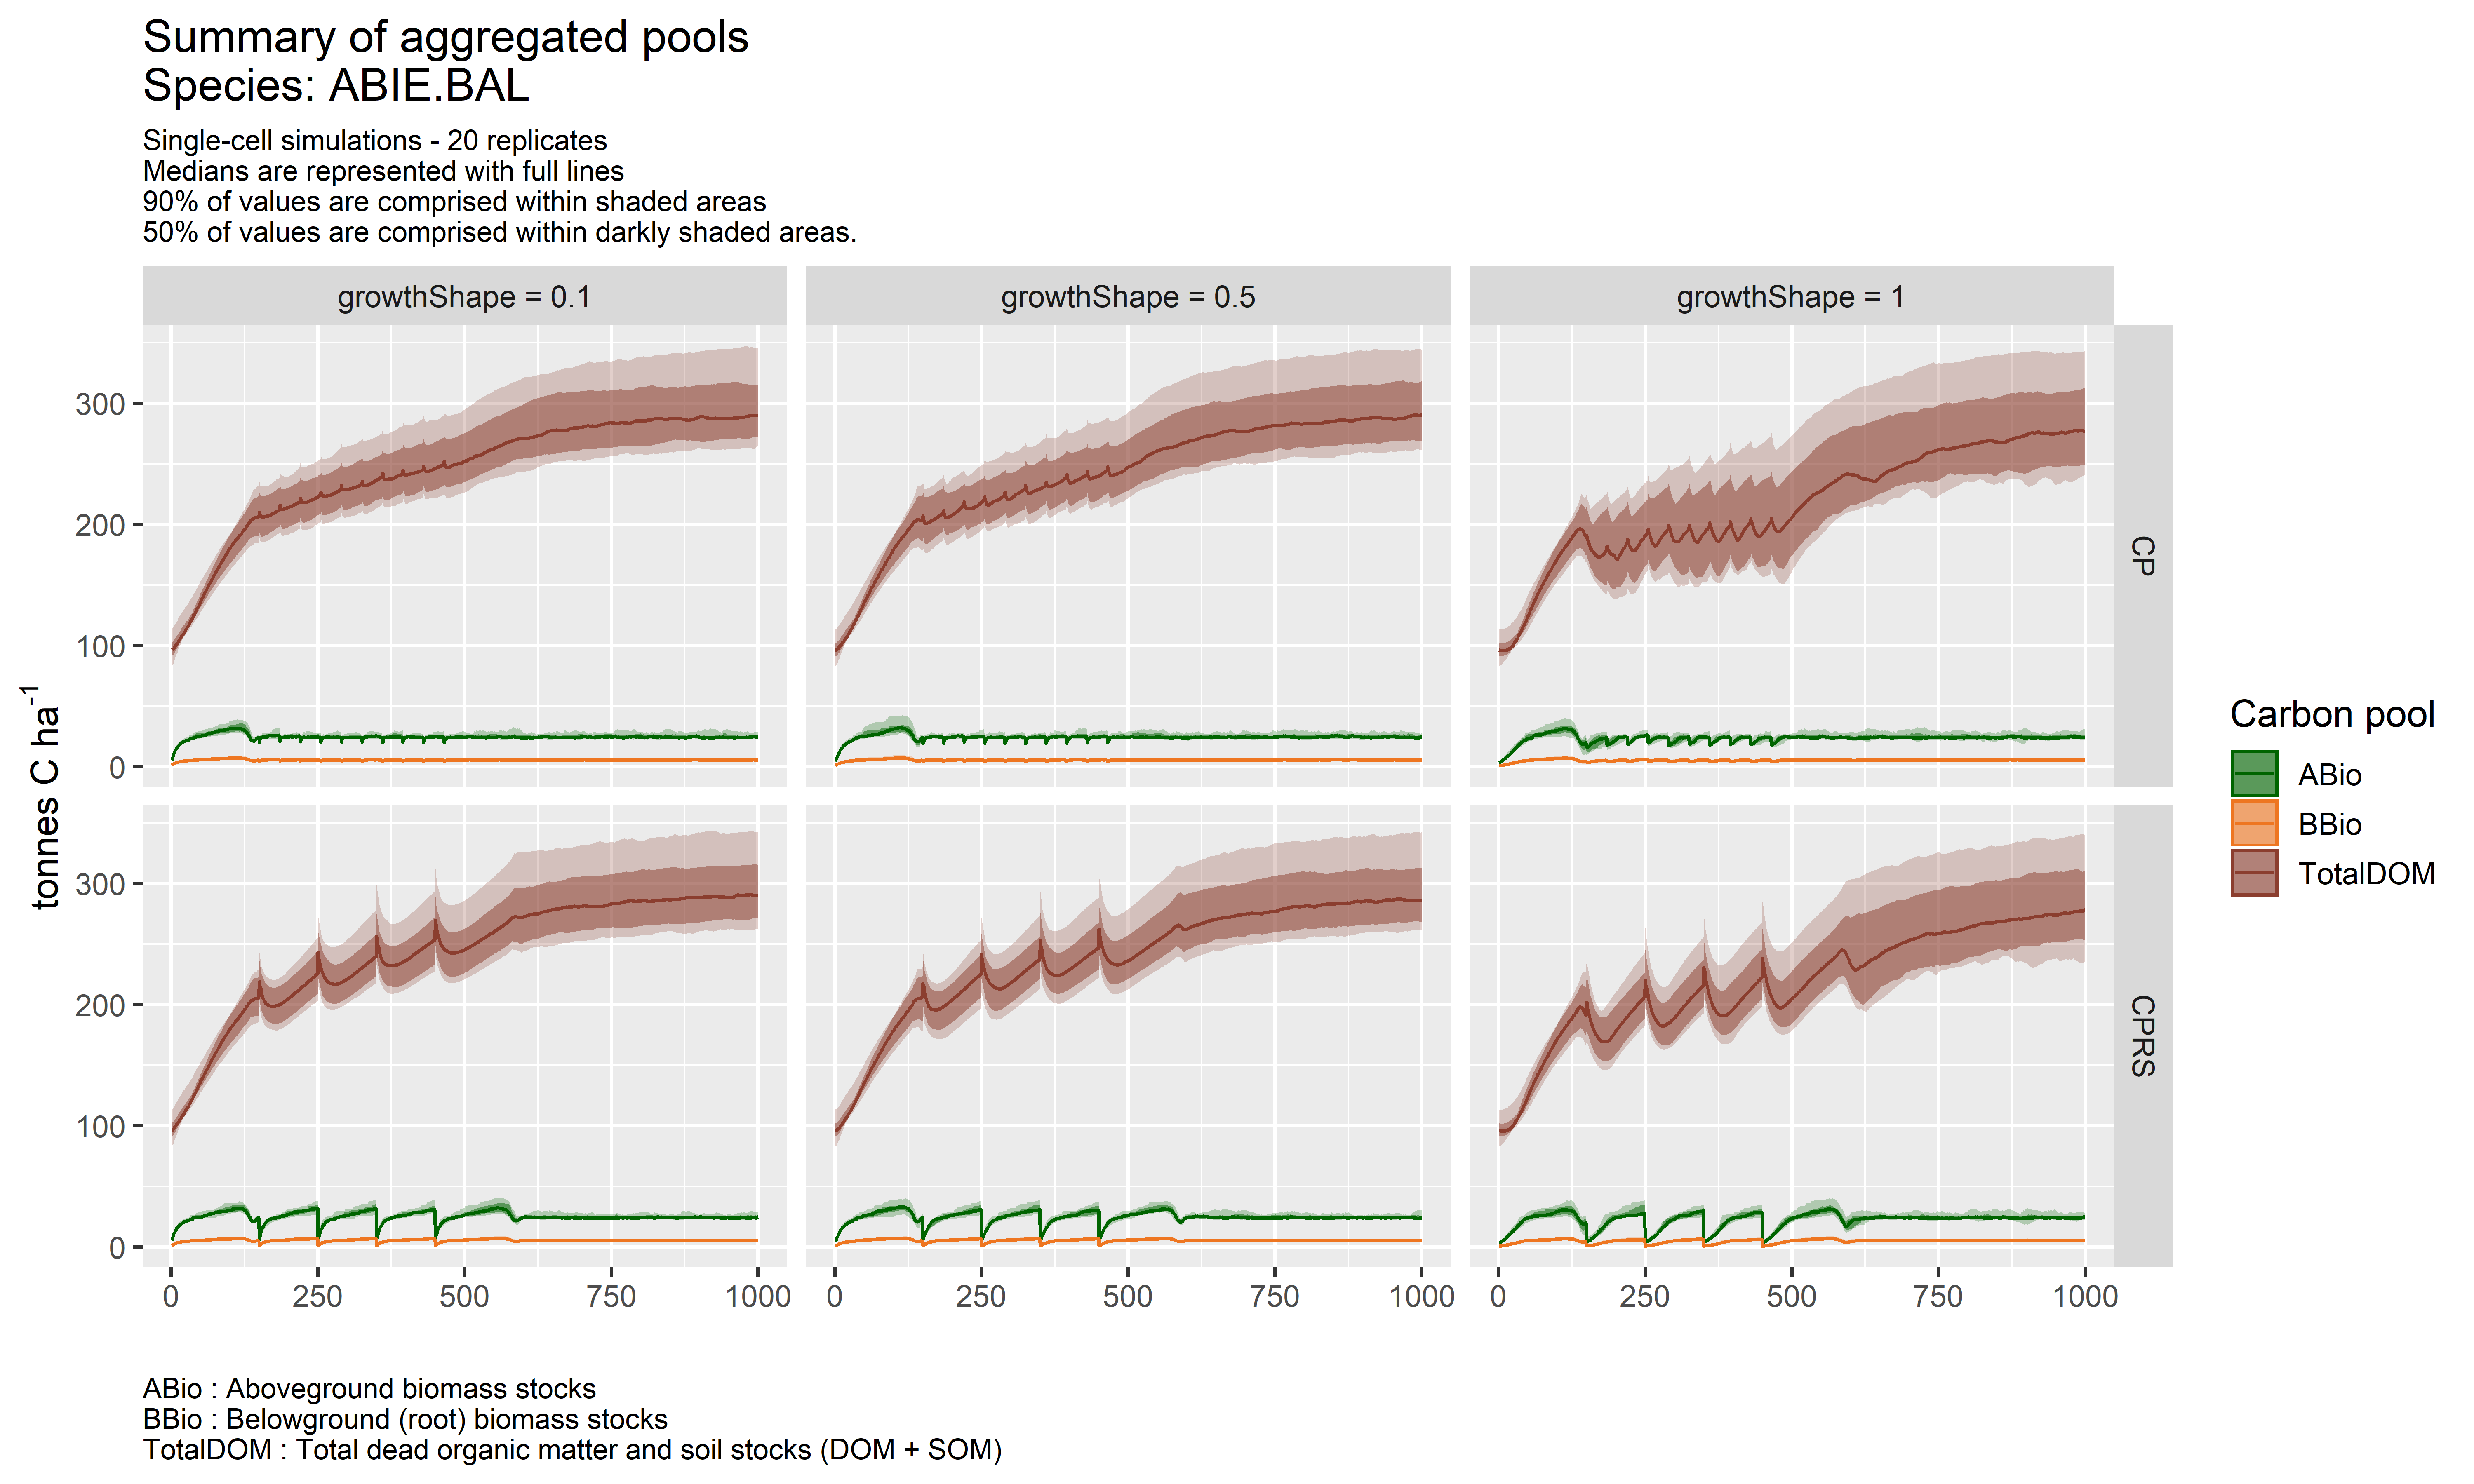 Summary of aggregated pools
Species: ABIE.BAL
Single-cell simulations - 20 replicates
Medians are represented with full lines
90% of values are comprised within shaded areas
50% of values are comprised within darkly shaded areas.
growthShape = 0.1
growthShape = 0.5
growthShape = 1
300
200
100
0
CP
300
200
100
0
CPRS
tonnes C ha⁻¹
0 250 500 750 1000
0 250 500 750 1000
0 250 500 750 1000
Carbon pool
ABio
BBio
TotalDOM
ABio : Aboveground biomass stocks
BBio : Belowground (root) biomass stocks
TotalDOM : Total dead organic matter and soil stocks (DOM + SOM)